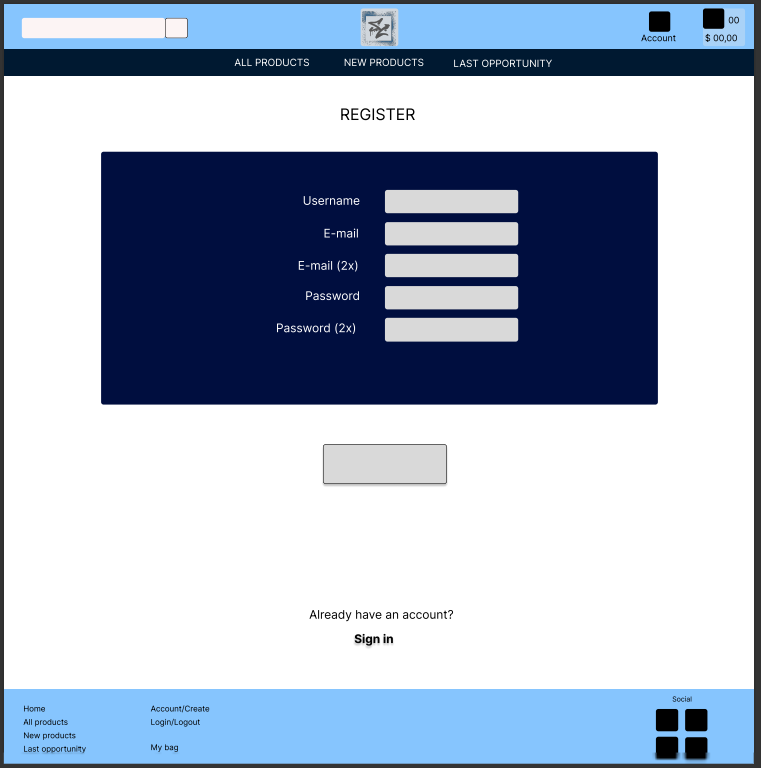 00
Account
$ 00,00
ALL PRODUCTS
NEW PRODUCTS
LAST OPPORTUNITY
REGISTER
Username
E-mail
E-mail (2x)
Password
Password (2x)
Already have an account?
Sign in
Social
Home
Account/Create
All products
Login/Logout
New products
Last opportunity
My bag